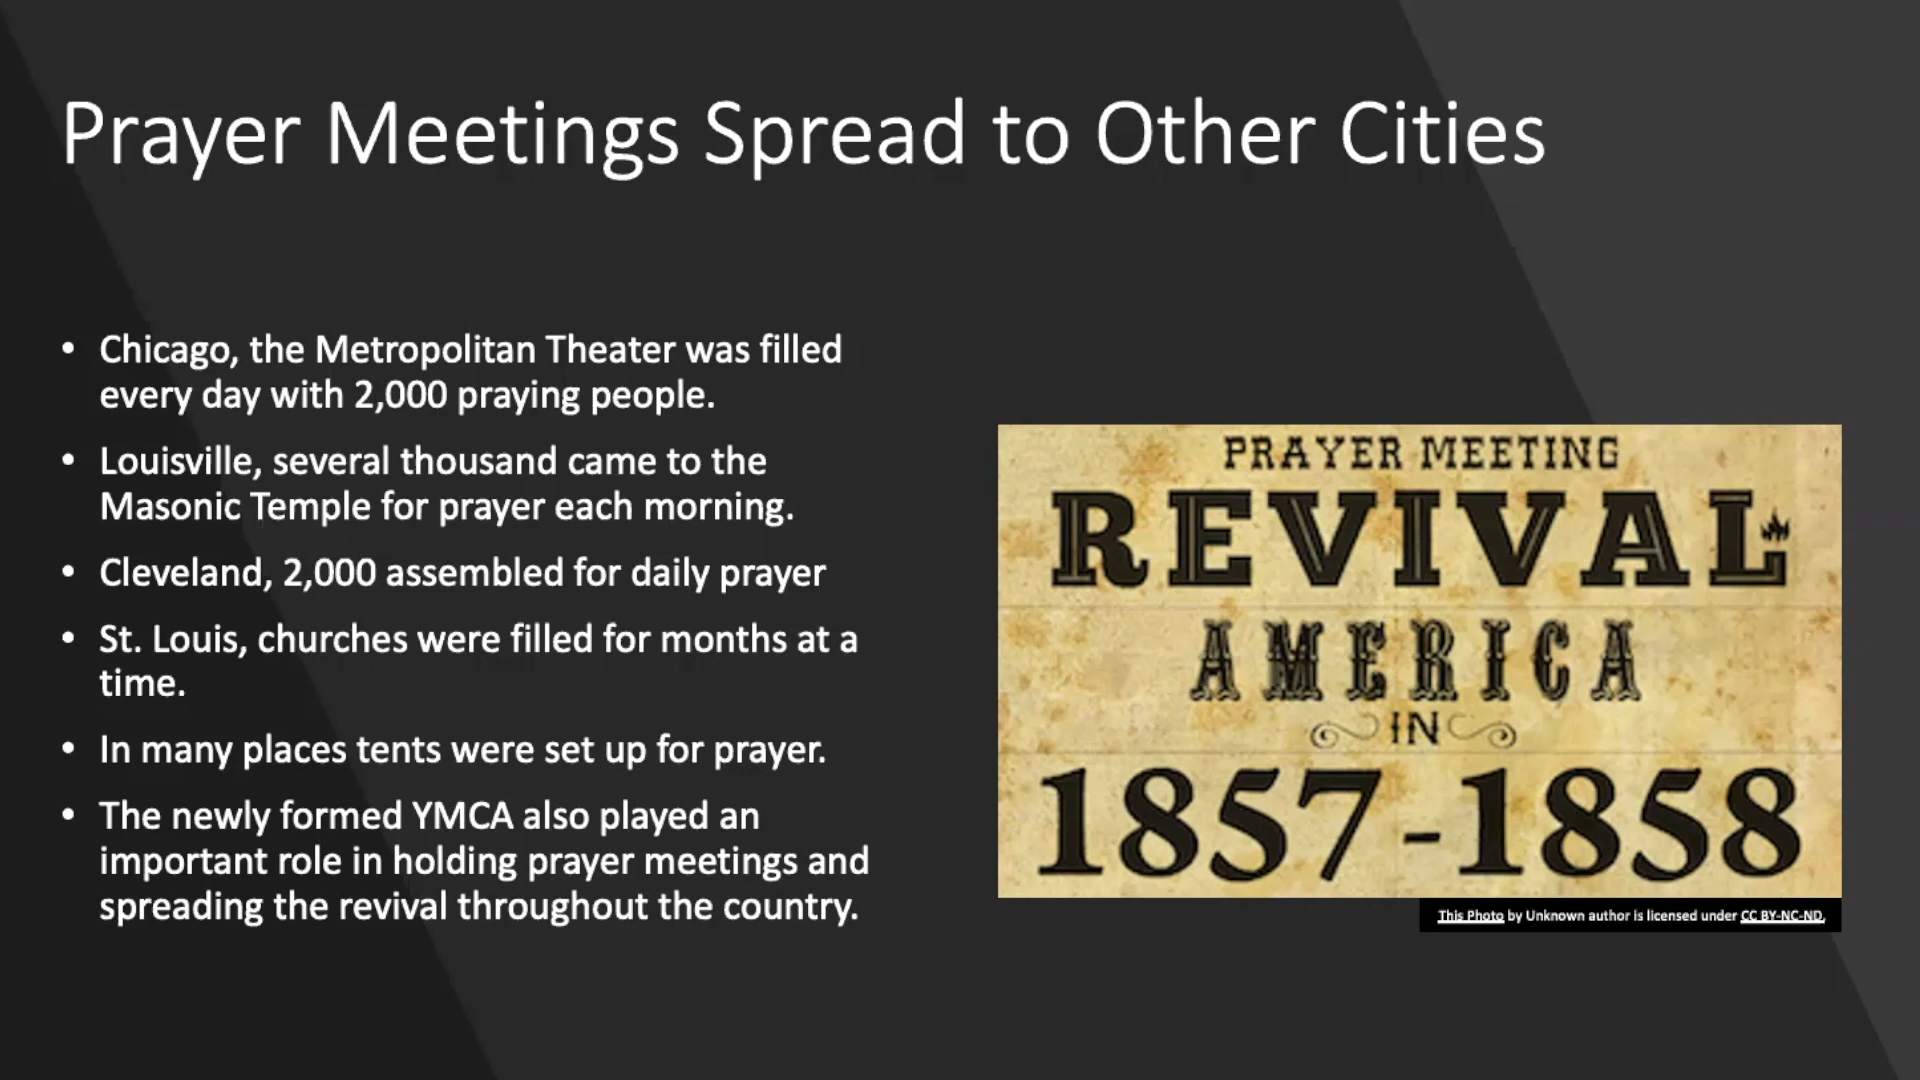 Prayer Meetings Spread to Other Cities
• Chicago, the Metropolitan Theater was filled
every day with 2,000 praying people.
• Louisville, several thousand came to the
Masonic Temple for prayer each morning.
• Cleveland, 2,000 assembled for daily prayer
• St. Louis, churches were filled for months at a
time.
• In many places tents were set up for prayer.
• The newly formed YMCA also played an
important role in holding prayer meetings and
spreading the revival throughout the country.
PRAYER MEETING
REVIVAL
AMERICA
IN
1857-1858
This Photo by Unknown author is licensed under CC BY-NC-ND.